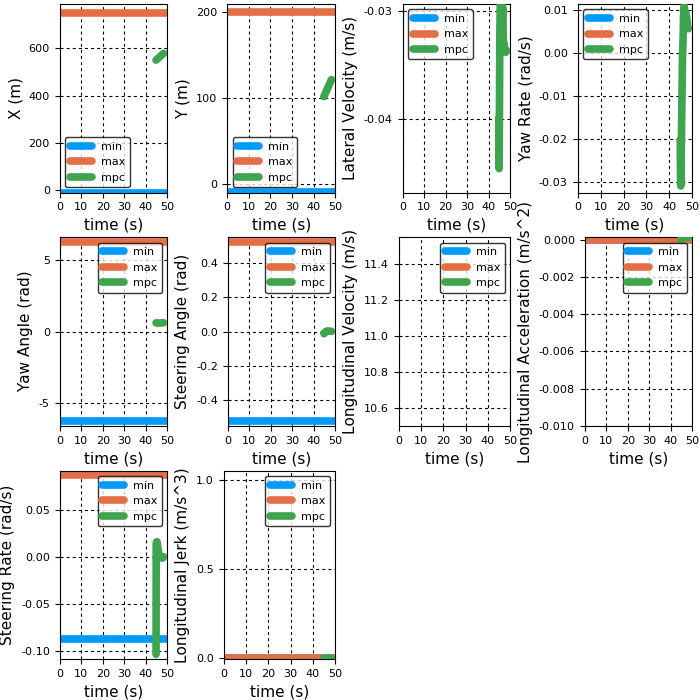 X (m)
600
400
200
0
min
max
mpc
0 10 20 30 40 50
time (s)
Y (m)
200
100
0
min
max
mpc
0 10 20 30 40 50
time (s)
Lateral Velocity (m/s)
-0.03
-0.04
min
max
mpc
0 10 20 30 40 50
time (s)
Yaw Rate (rad/s)
0.01
0.00
-0.01
-0.02
-0.03
min
max
mpc
0 10 20 30 40 50
time (s)
Yaw Angle (rad)
5
0
-5
min
max
mpc
0 10 20 30 40 50
time (s)
Steering Angle (rad)
0.4
0.2
0.0
-0.2
-0.4
min
max
mpc
0 10 20 30 40 50
time (s)
Longitudinal Velocity (m/s)
11.4
11.2
11.0
10.8
10.6
min
max
mpc
0 10 20 30 40 50
time (s)
Longitudinal Acceleration (m/s^2)
0.000
-0.002
-0.004
-0.006
-0.008
-0.010
min
max
mpc
0 10 20 30 40 50
time (s)
Steering Rate (rad/s)
0.05
0.00
-0.05
-0.10
min
max
mpc
0 10 20 30 40 50
time (s)
Longitudinal Jerk (m/s^3)
1.0
0.5
0.0
min
max
mpc
0 10 20 30 40 50
time (s)